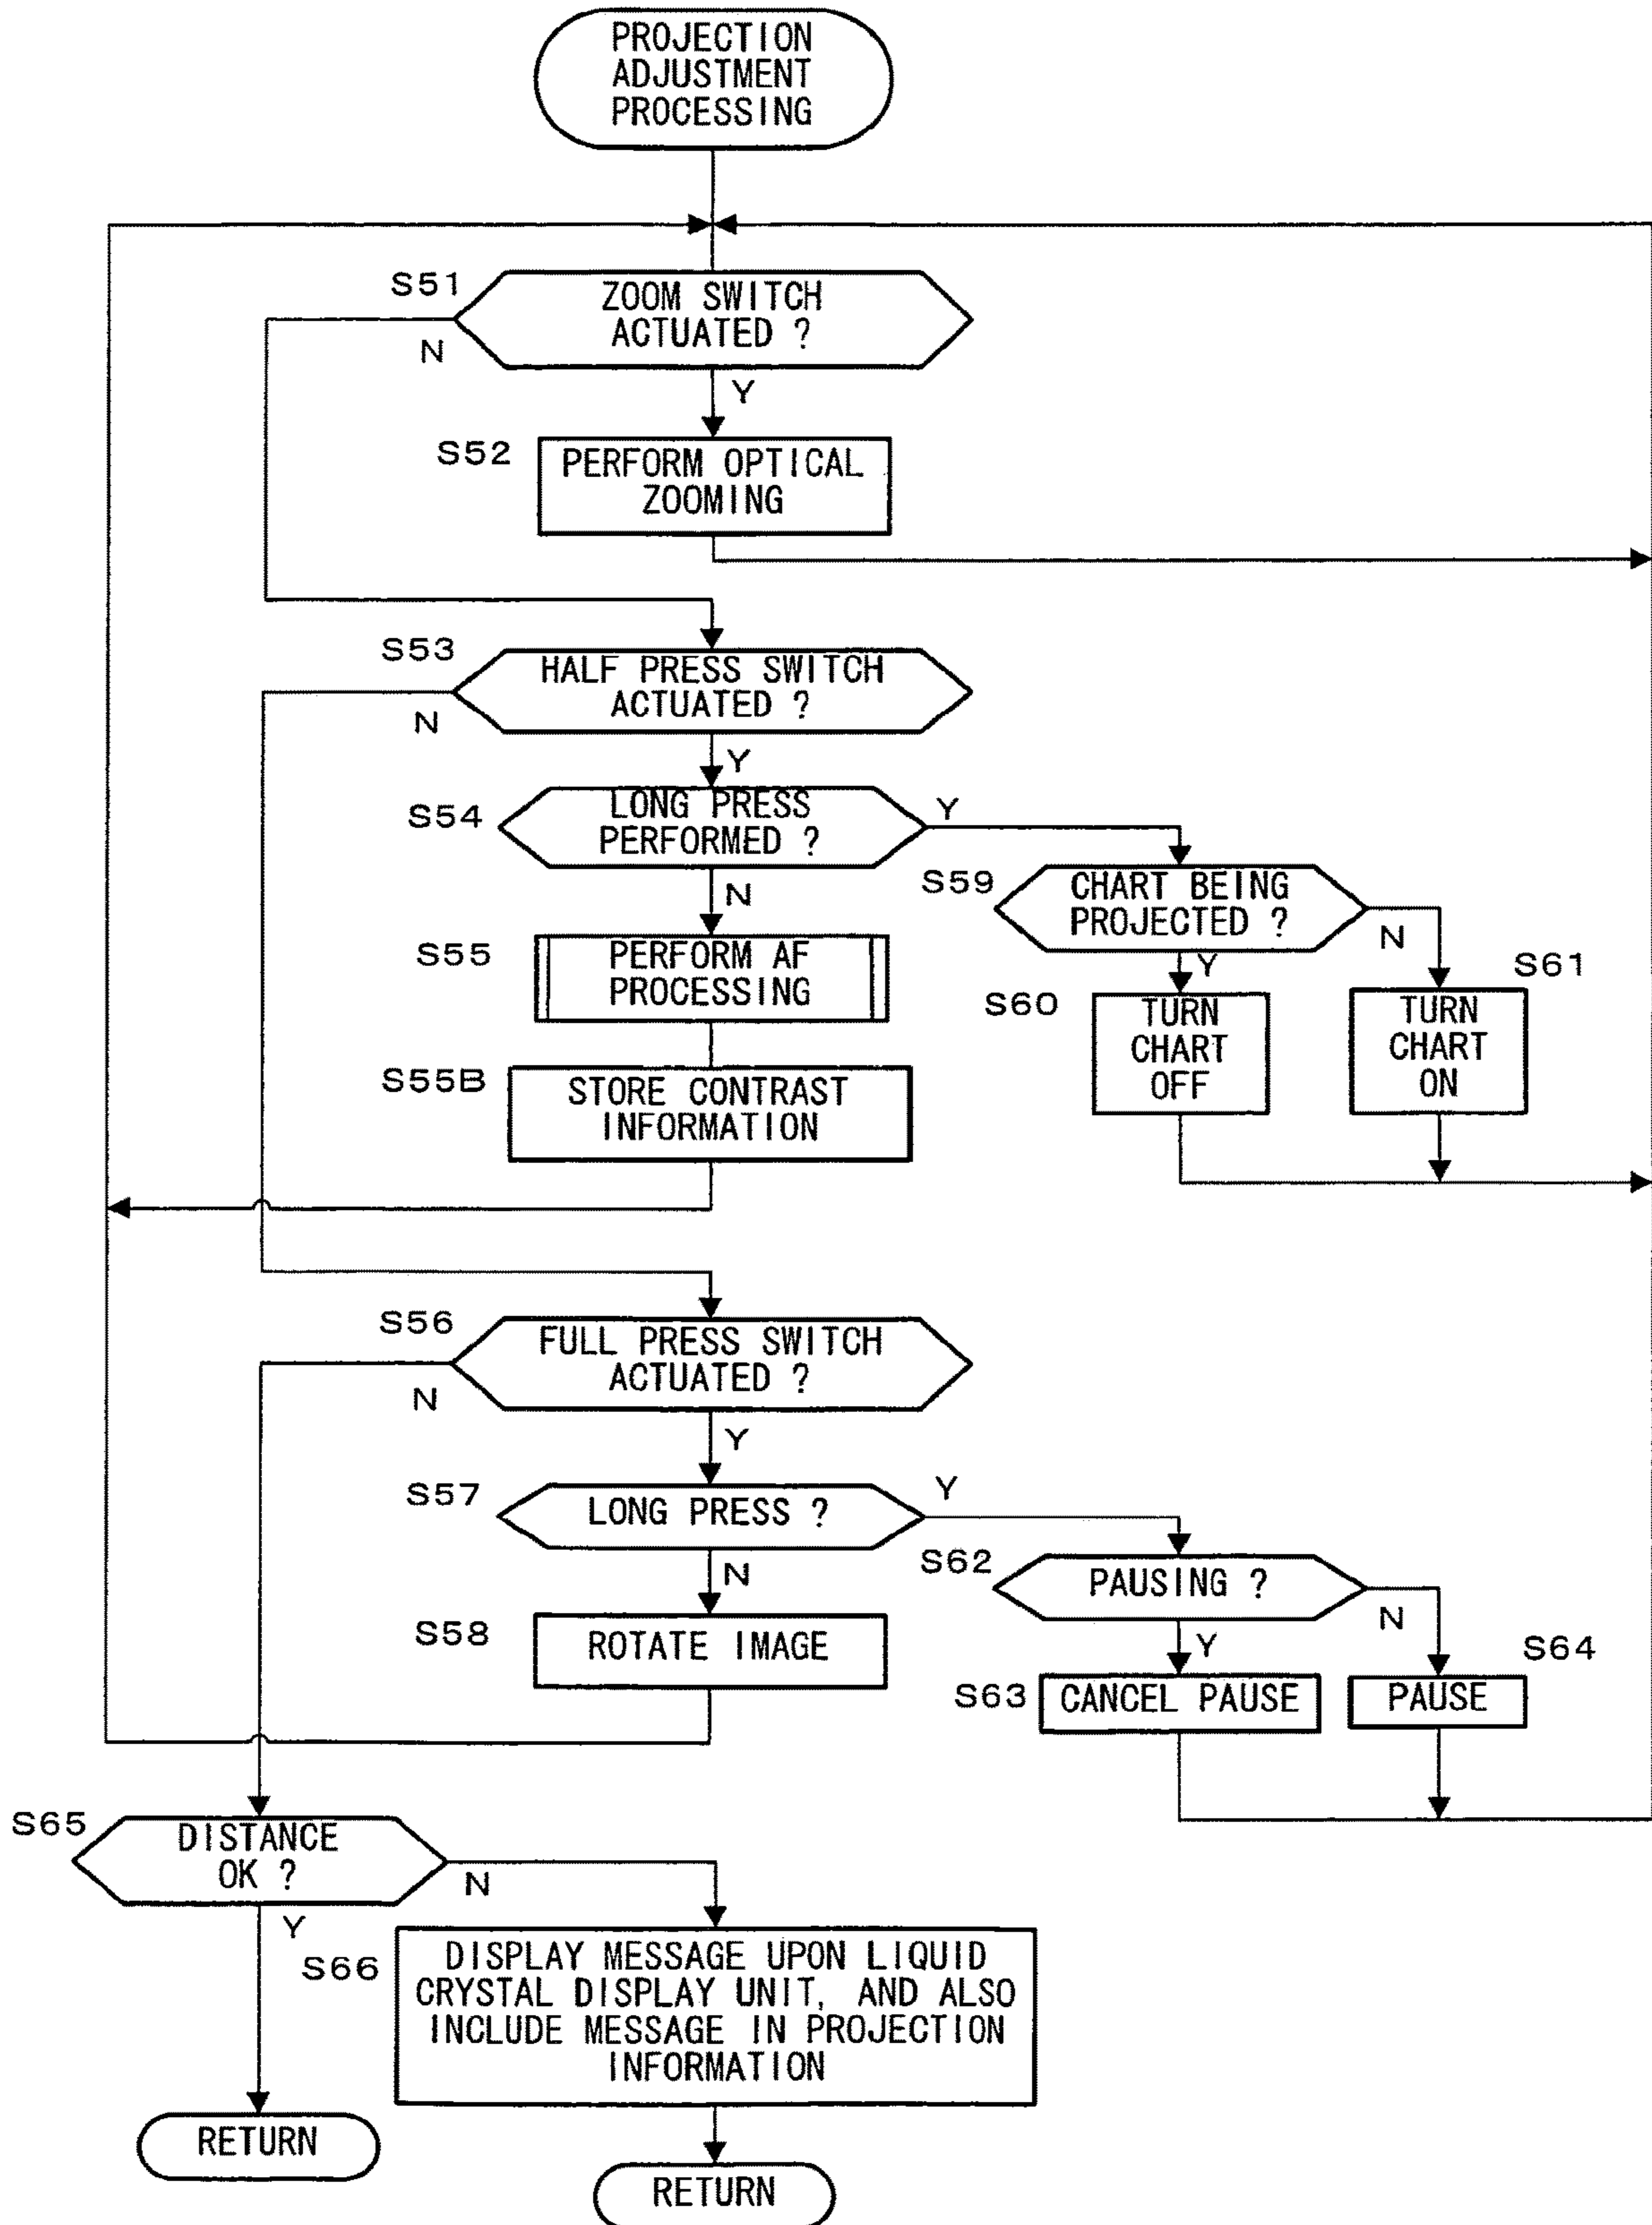 PROJECTION
ADJUSTMENT
PROCESSING
S51
ZOOM SWITCH
ACTUATED ?
N
Y
S52
PERFORM OPTICAL
ZOOMING
S53
HALF PRESS SWITCH
ACTUATED ?
N
Y
S54
LONG PRESS
PERFORMED ?
Y
N
S59
CHART BEING
PROJECTED ?
N
Y
S55
PERFORM AF
PROCESSING
S60
TURN
CHART
OFF
S61
TURN
CHART
ON
S55B
STORE CONTRAST
INFORMATION
S56
FULL PRESS SWITCH
ACTUATED ?
N
Y
S57
LONG PRESS ?
Y
N
S62
PAUSING ?
N
Y
S58
ROTATE IMAGE
S63
CANCEL PAUSE
S64
PAUSE
S65
DISTANCE
OK ?
N
Y
S66
DISPLAY MESSAGE UPON LIQUID
CRYSTAL DISPLAY UNIT, AND ALSO
INCLUDE MESSAGE IN PROJECTION
INFORMATION
RETURN
RETURN